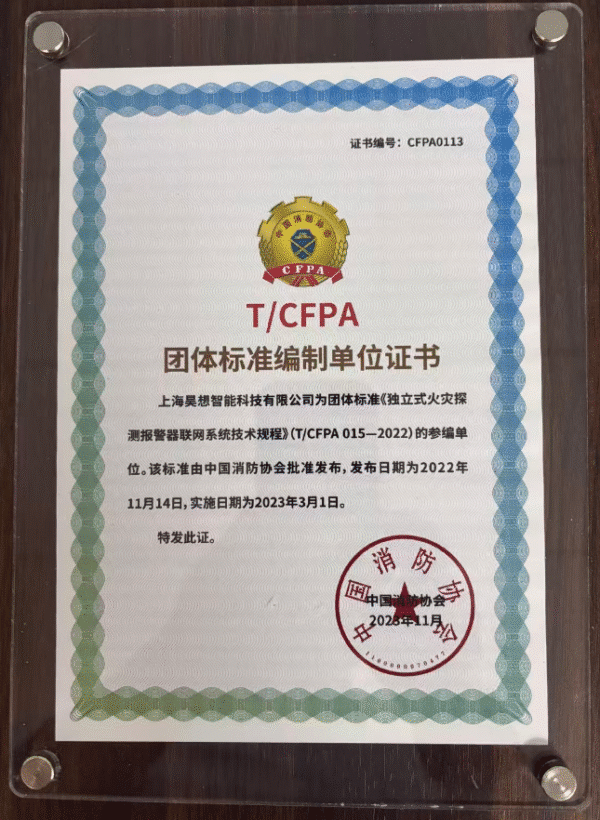 证书编号：CFPA0113
中国消防协会
CFPA
T/CFPA
团体标准编制单位证书
上海昊想智能科技有限公司为团体标准《独立式火灾探
测报警器联网系统技术规程》（T/CFPA 015—2022）的参编单
位。该标准由中国消防协会批准发布，发布日期为2022年
11月14日，实施日期为2023年3月1日。
特发此证。
中国消防协会
中国消防协会
2023年11月